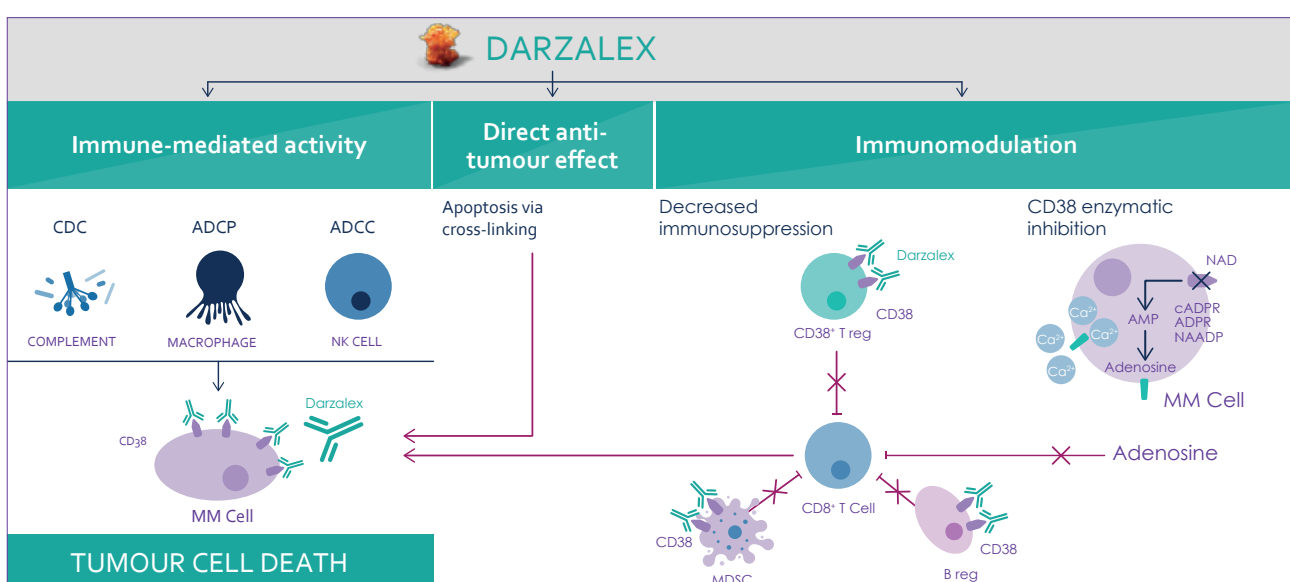 DARZALEX
Immune-mediated activity
Direct anti-
tumour effect
Immunomodulation
CDC
ADCP
ADCC
COMPLEMENT
MACROPHAGE
NK CELL
CD38
Darzalex
MM Cell
TUMOUR CELL DEATH
Apoptosis via
cross-linking
Decreased
immunosuppression
Darzalex
CD38
CD38⁺ T reg
CD8⁺ T Cell
CD38
MDSC
CD38
B reg
CD38 enzymatic
inhibition
NAD
cADPR
ADPR
NAADP
AMP
Adenosine
Ca²⁺
Ca²⁺
Ca²⁺
Ca²⁺
MM Cell
Adenosine